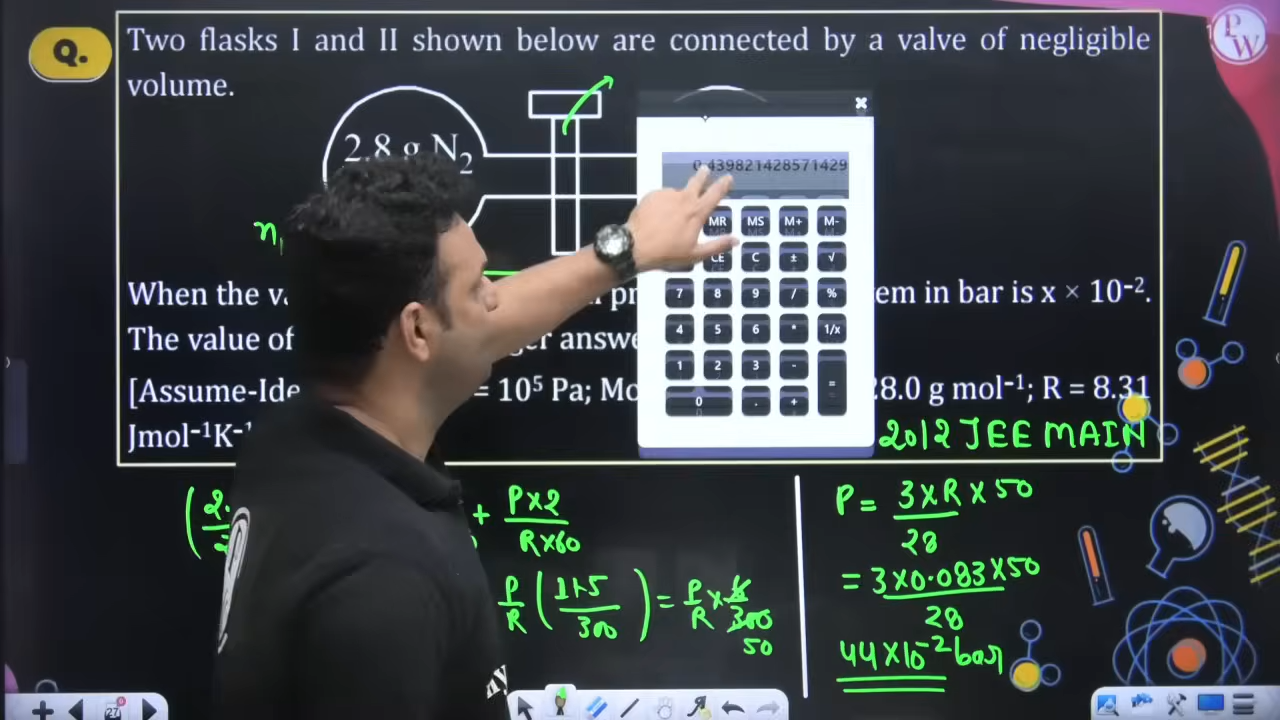 Q.
Two flasks I and II shown below are connected by a valve of negligible
volume.
PW
2.8 g N2
0.439821428571429
MR MS M+ M-
CE C ± √
7 8 9 / %
4 5 6 * 1/x
1 2 3 - =
0 . +
When the
em in bar is x × 10⁻².
The value of
[Assume-Ide
= 10⁵ Pa; Mo
28.0 g mol⁻¹; R = 8.31
Jmol⁻¹K⁻¹
2012 JEE MAIN
+ P×2 / R×60
P/R ( 1+5 / 300 ) = P/R × 6 / 300
50
P = 3×R×50 / 28
= 3×0.083×50 / 28
44×10⁻² bar
27